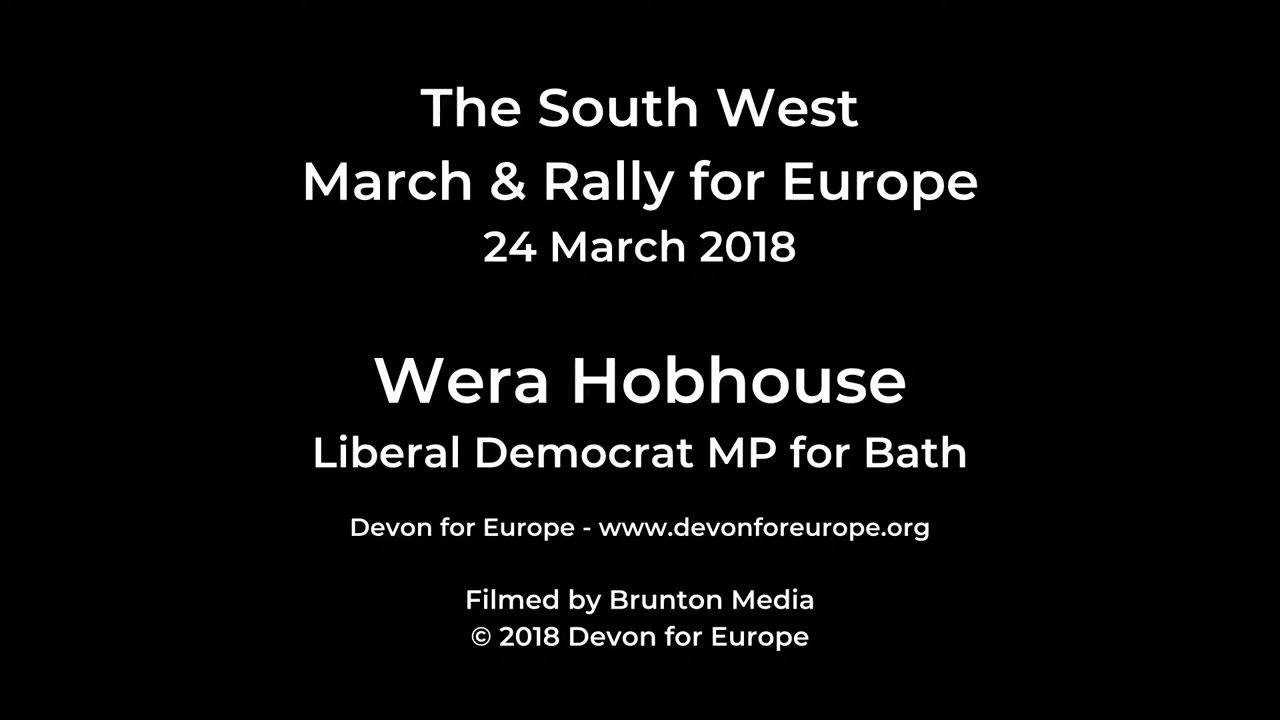 The South West
March & Rally for Europe
24 March 2018
Wera Hobhouse
Liberal Democrat MP for Bath
Devon for Europe - www.devonforeurope.org
Filmed by Brunton Media
© 2018 Devon for Europe